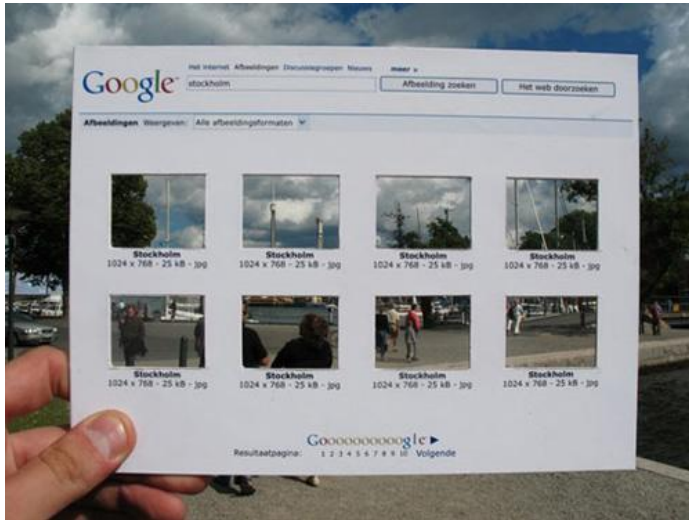 Het internet Afbeeldingen Discussiegroepen Nieuws meer »
Google™ stockholm Afbeelding zoeken Het web doorzoeken
Afbeeldingen Weergeven: Alle afbeeldingsformaten
Stockholm Stockholm Stockholm Stockholm
1024 x 768 - 25 kB - jpg 1024 x 768 - 25 kB - jpg 1024 x 768 - 25 kB - jpg 1024 x 768 - 25 kB - jpg
Stockholm Stockholm Stockholm Stockholm
1024 x 768 - 25 kB - jpg 1024 x 768 - 25 kB - jpg 1024 x 768 - 25 kB - jpg 1024 x 768 - 25 kB - jpg
Goooooooooogle
Resultaatpagina: 1 2 3 4 5 6 7 8 9 10 Volgende